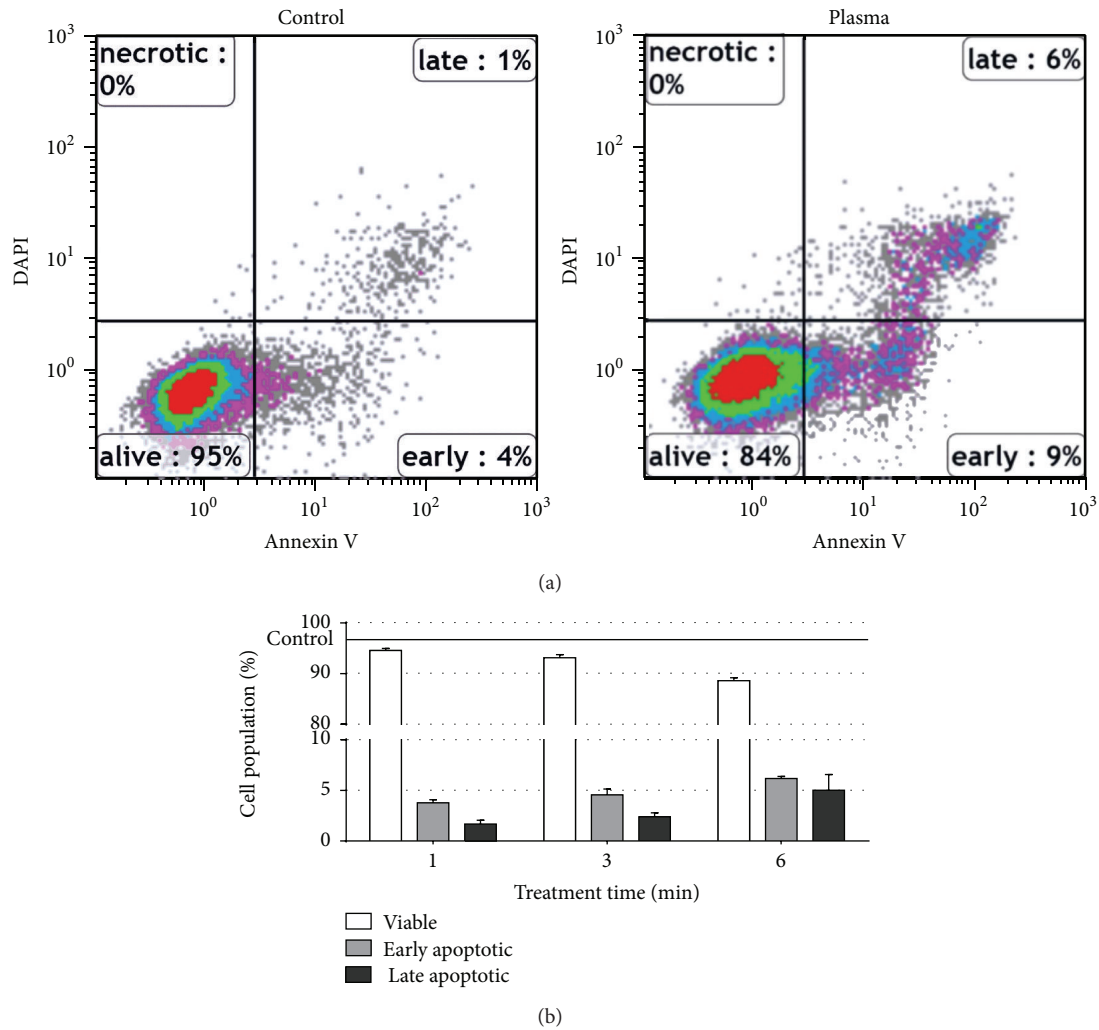 (a)
Control
Plasma
10³
10²
10¹
10⁰
DAPI
necrotic :
0%
late : 1%
alive : 95%
early : 4%
10⁰
10¹
10²
10³
Annexin V
10³
10²
10¹
10⁰
DAPI
necrotic :
0%
late : 6%
alive : 84%
early : 9%
10⁰
10¹
10²
10³
Annexin V
Cell population (%)
100
Control
90
80
10
5
0
1
3
6
Treatment time (min)
Viable
Early apoptotic
Late apoptotic
(b)